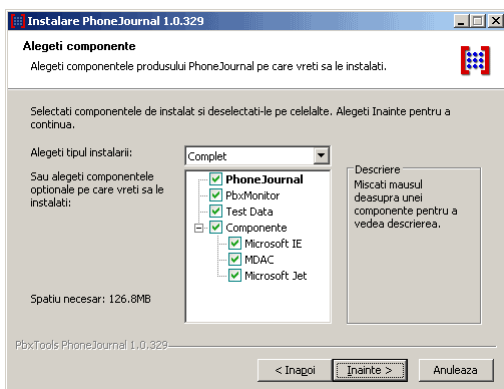 Instalare PhoneJournal 1.0.329
Alegeti componente
Alegeti componentele produsului PhoneJournal pe care vreti sa le instalati.
Selectati componentele de instalat si deselectati-le pe celelalte. Alegeti Inainte pentru a
continua.
Alegeti tipul instalarii:
Complet
Sau alegeti componentele
optionale pe care vreti sa le
instalati:
PhoneJournal
PbxMonitor
Test Data
Componente
Microsoft IE
MDAC
Microsoft Jet
Descriere
Miscati mausul
deasupra unei
componente pentru a
vedea descrierea.
Spatiu necesar: 126.8MB
PbxTools PhoneJournal 1.0.329
< Inapoi
Inainte >
Anuleaza